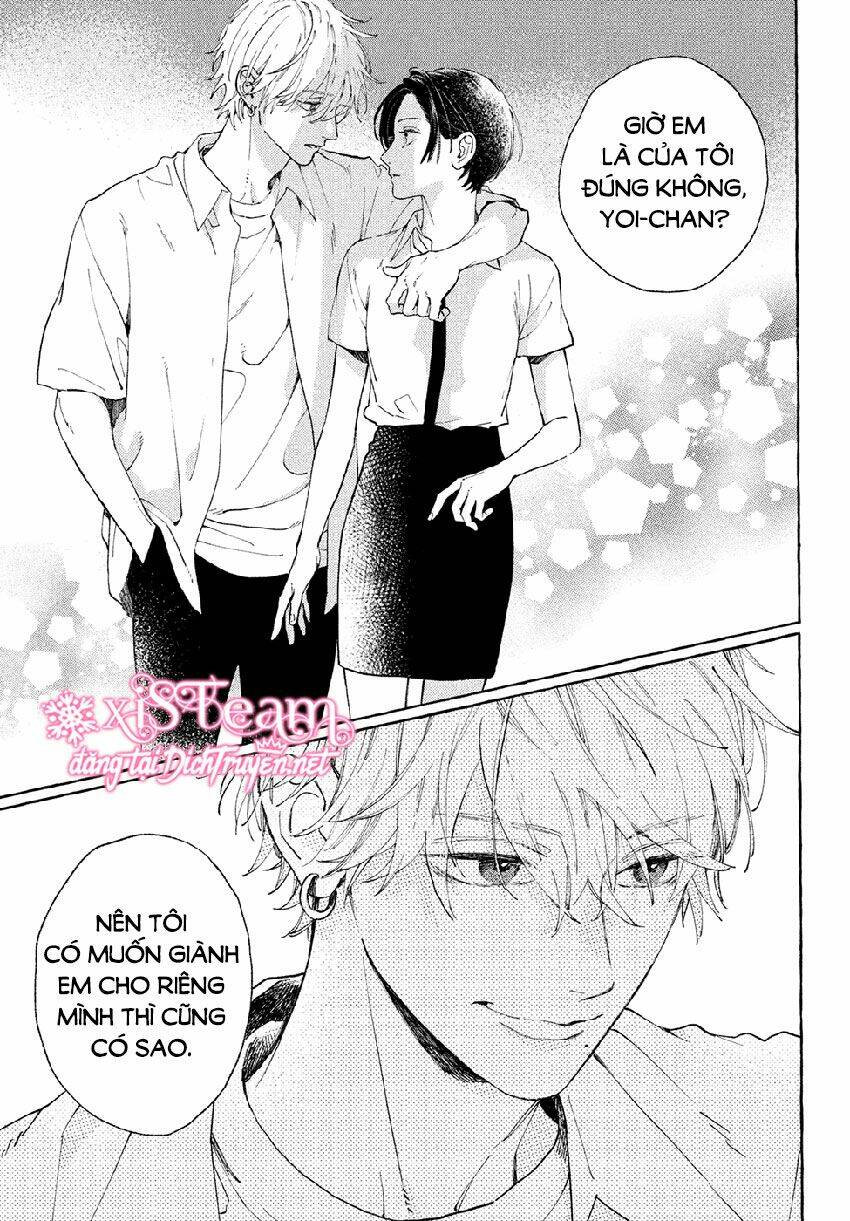 GIỜ EM
LÀ CỦA TÔI
ĐÚNG KHÔNG,
YOI-CHAN?
xiSTeam
đăng tại DichTruyen.net
NÊN TÔI
CÓ MUỐN GIÀNH
EM CHO RIÊNG
MÌNH THÌ CŨNG
CÓ SAO.